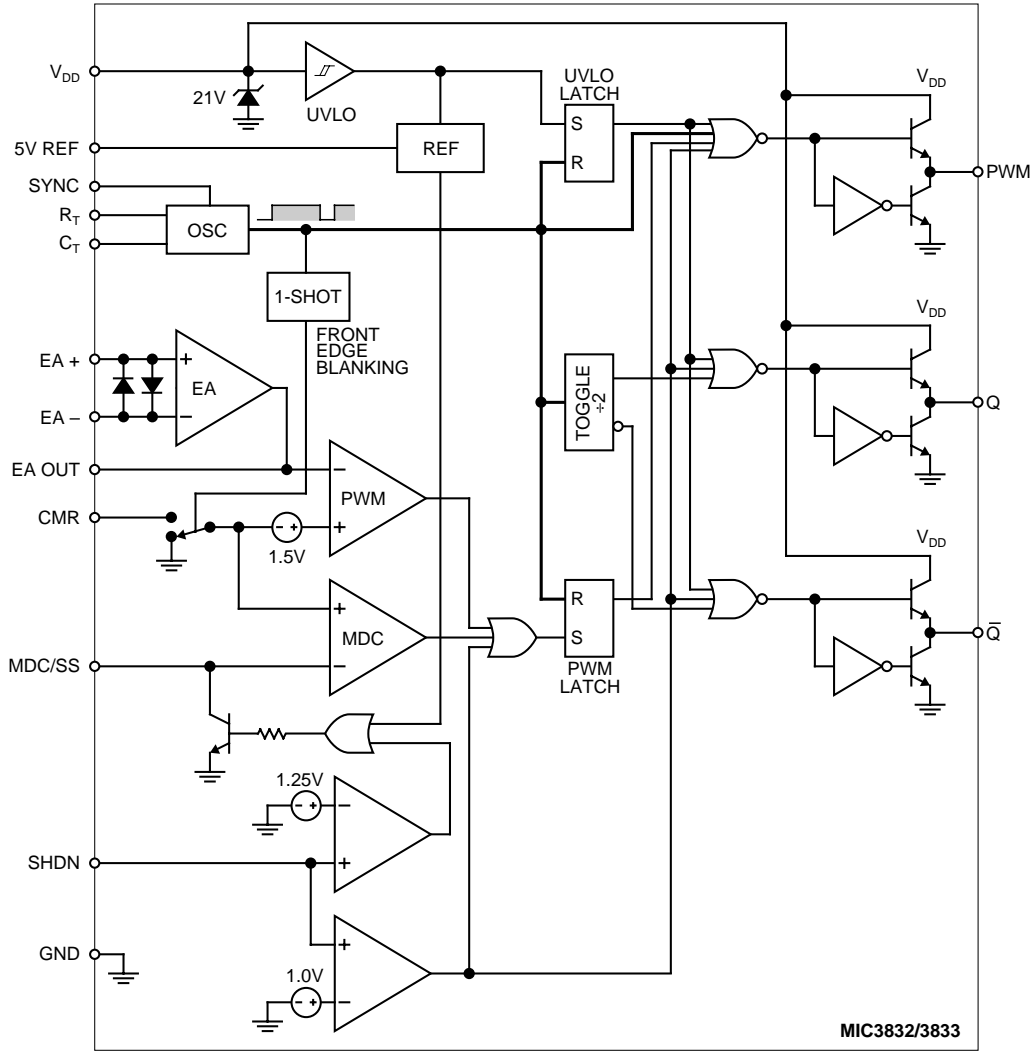 V_DD
21V
UVLO
UVLO
LATCH
S
R
V_DD
PWM
5V REF
REF
SYNC
R_T
C_T
OSC
1-SHOT
FRONT
EDGE
BLANKING
EA +
EA –
+
–
EA
TOGGLE
÷2
V_DD
Q
EA OUT
CMR
–
+
PWM
- +
1.5V
+
–
MDC
R
S
PWM
LATCH
V_DD
Q̅
MDC/SS
1.25V
- +
–
+
SHDN
+
–
1.0V
- +
GND
MIC3832/3833